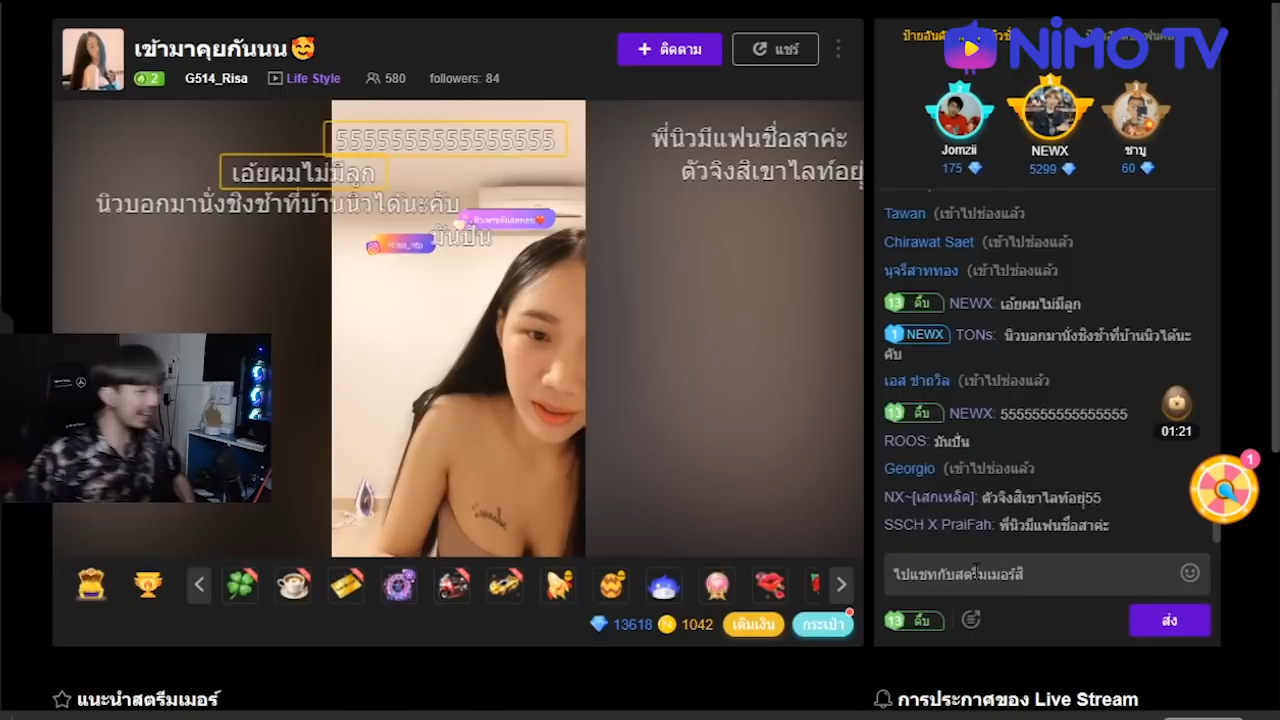 เข้ามาคุยกันนน
+ ติดตาม
แชร์
2
G514_Risa
Life Style
580
followers: 84
NiMO TV
5555555555555555
พี่นิวมีแฟนชื่อสาค่ะ
เอ้ยผมไม่มีลูก
ตัวจิงสิเขาไลท์อยู่
นิวบอกมานั่งชิงช้าที่บ้านนิวได้นะคับ
มันปั่น
Jomzii
175
NEWX
5299
ชาบู
60
Tawan (เข้าไปช่องแล้ว
Chirawat Saet (เข้าไปช่องแล้ว
นุจรีสาททอง (เข้าไปช่องแล้ว
13 ดึ๊บ NEWX: เอ้ยผมไม่มีลูก
1 NEWX TONs: นิวบอกมานั่งชิงช้าที่บ้านนิวได้นะ
คับ
(เข้าไปช่องแล้ว
13 ดึ๊บ NEWX: 5555555555555555
ROOS: มันปั่น
Georgio (เข้าไปช่องแล้ว
NX~[เสกเหลิด]: ตัวจิงสิเขาไลท์อยู่55
SSCH X PraiFah: พี่นิวมีแฟนชื่อสาค่ะ
01:21
1
ไปแชทกับสตรีมเมอร์สิ
13 ดึ๊บ
ส่ง
13618
1042
เติมเงิน
กระเป๋า
แนะนำสตรีมเมอร์
การประกาศของ Live Stream